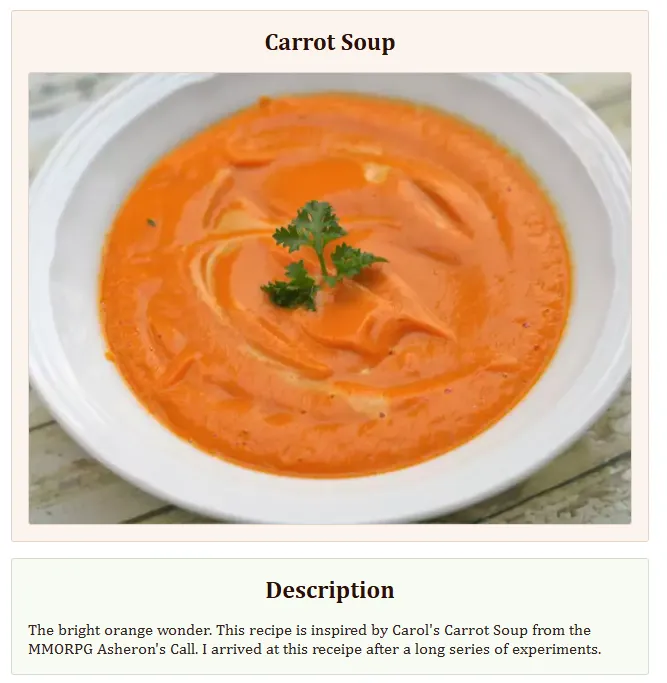 Carrot Soup
Description
The bright orange wonder. This recipe is inspired by Carol's Carrot Soup from the
MMORPG Asheron's Call. I arrived at this receipe after a long series of experiments.